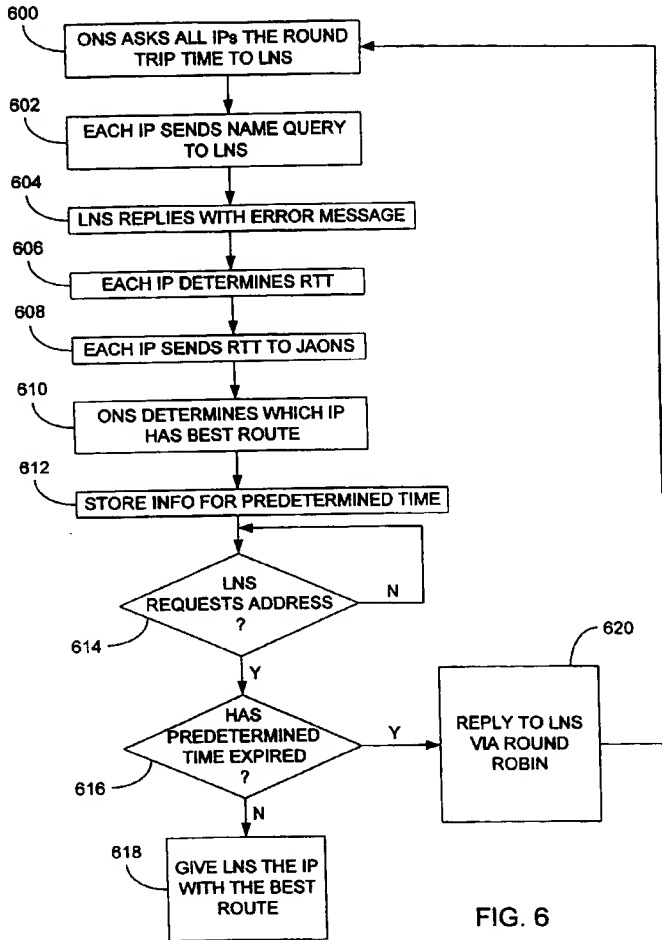 600
ONS ASKS ALL IPs THE ROUND
TRIP TIME TO LNS
602
EACH IP SENDS NAME QUERY
TO LNS
604
LNS REPLIES WITH ERROR MESSAGE
606
EACH IP DETERMINES RTT
608
EACH IP SENDS RTT TO JAONS
610
ONS DETERMINES WHICH IP
HAS BEST ROUTE
612
STORE INFO FOR PREDETERMINED TIME
LNS
REQUESTS ADDRESS
?
N
614
Y
620
HAS
PREDETERMINED
TIME EXPIRED
?
Y
616
N
REPLY TO LNS
VIA ROUND
ROBIN
618
GIVE LNS THE IP
WITH THE BEST
ROUTE
FIG. 6